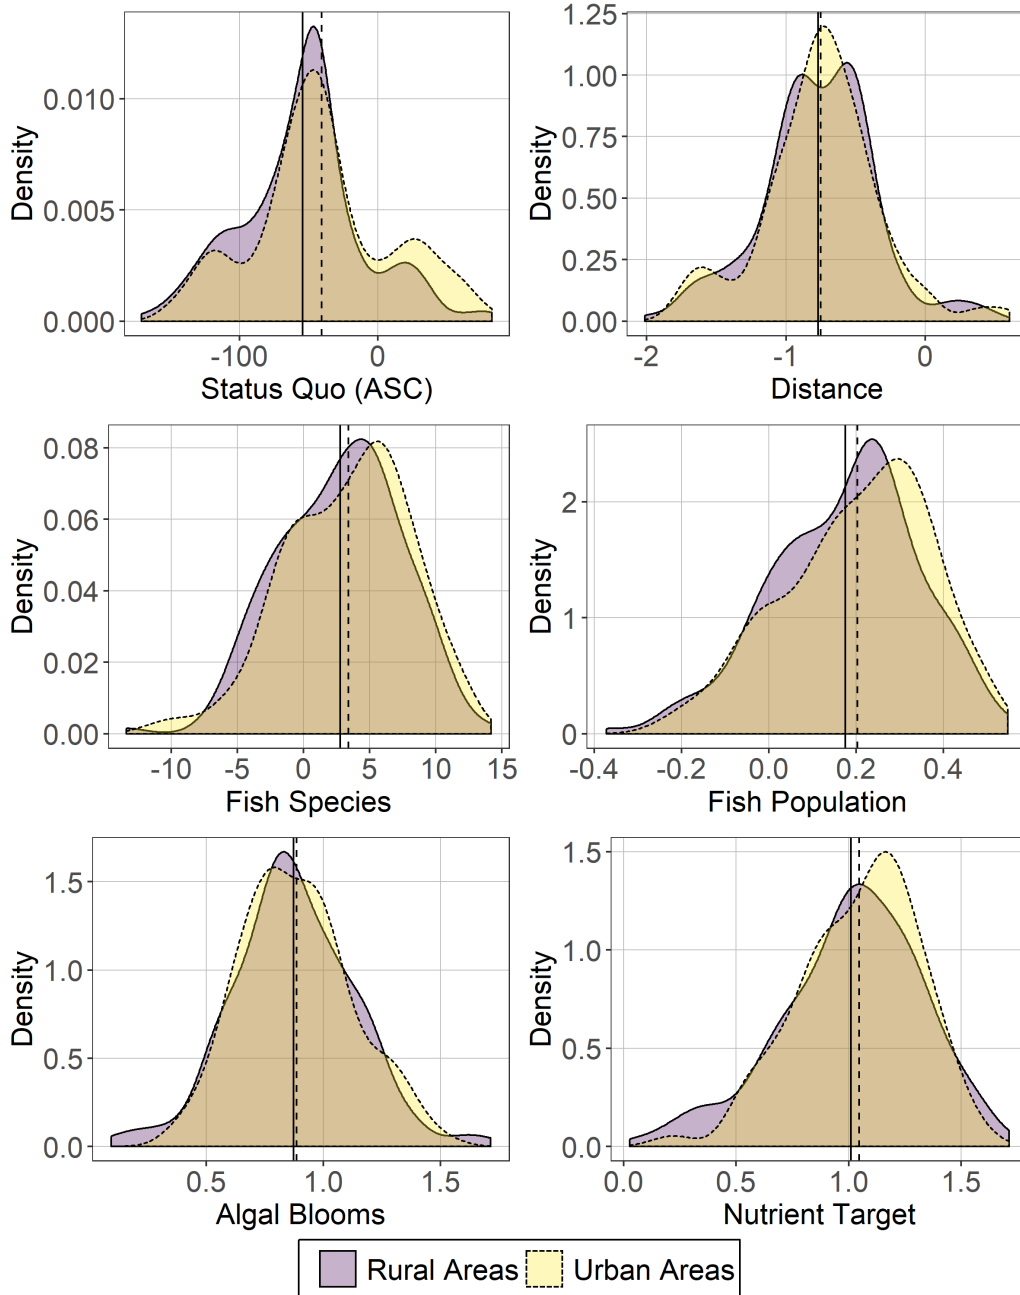 Density
0.010
0.005
0.000
-100 0
Status Quo (ASC)
Density
1.25
1.00
0.75
0.50
0.25
0.00
-2 -1 0
Distance
Density
0.08
0.06
0.04
0.02
0.00
-10 -5 0 5 10 15
Fish Species
Density
2
1
0
-0.4 -0.2 0.0 0.2 0.4
Fish Population
Density
1.5
1.0
0.5
0.0
0.5 1.0 1.5
Algal Blooms
Density
1.5
1.0
0.5
0.0
0.0 0.5 1.0 1.5
Nutrient Target
Rural Areas Urban Areas